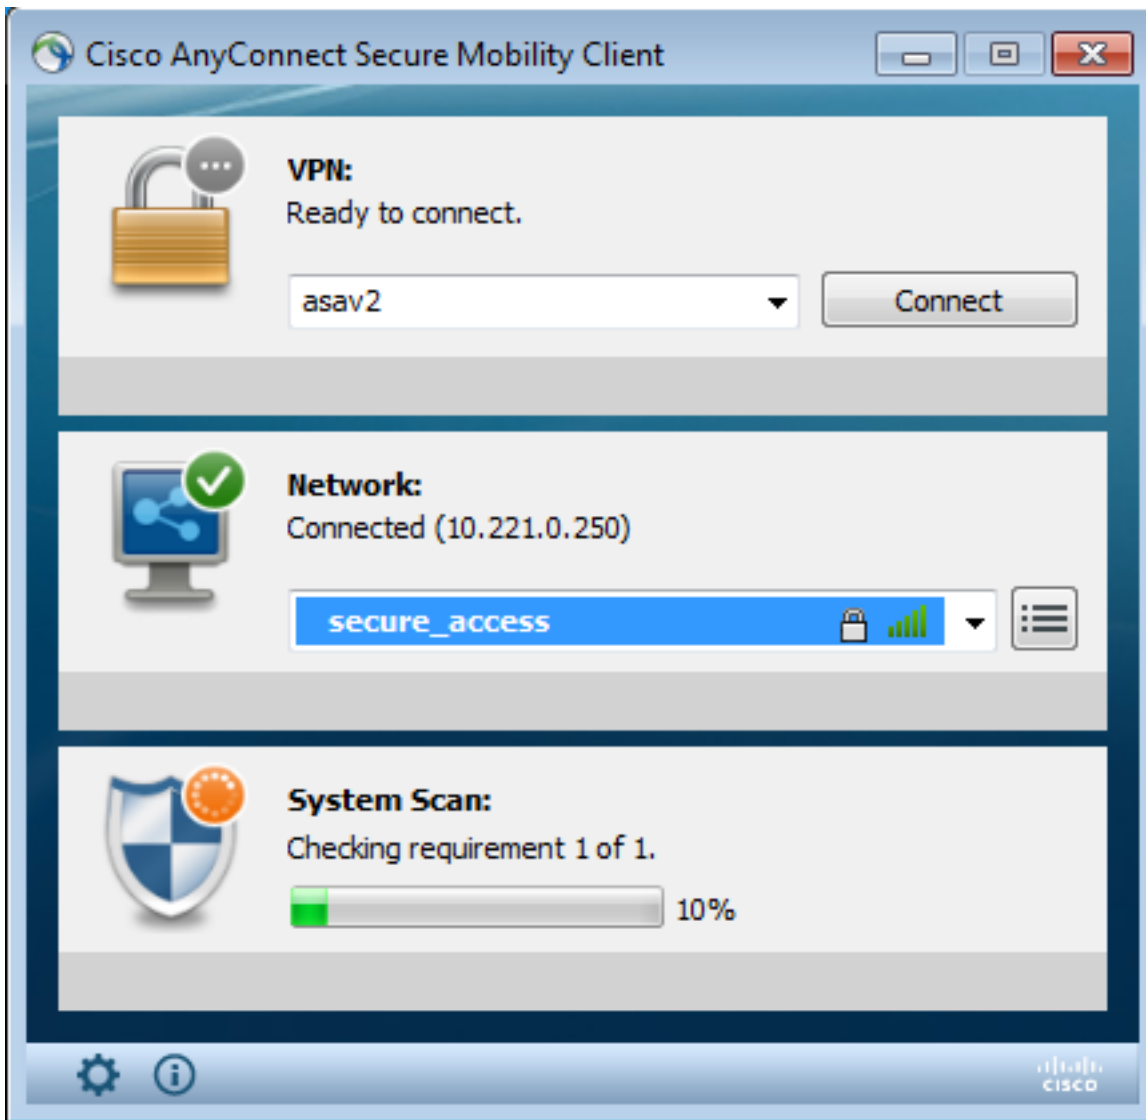 Cisco AnyConnect Secure Mobility Client
VPN:
Ready to connect.
asav2
Connect
Network:
Connected (10.221.0.250)
secure_access
System Scan:
Checking requirement 1 of 1.
10%
CISCO